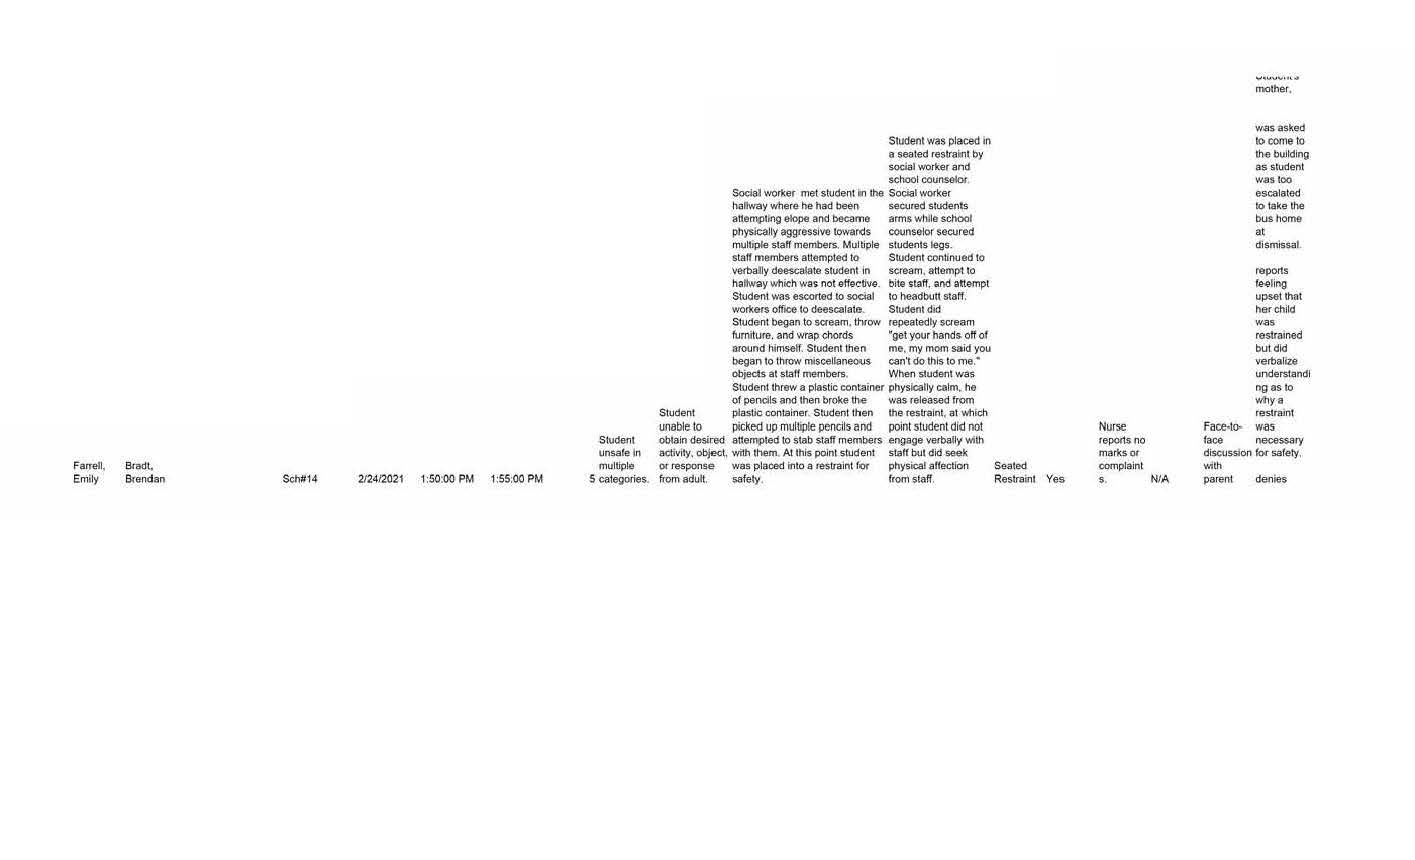 Farrell,
Emily
Bradt,
Brendan
Sch#14
2/24/2021
1:50:00 PM
1:55:00 PM
5
Student
unsafe in
multiple
categories.
Student
unable to
obtain desired
activity, object,
or response
from adult.
Social worker met student in the
hallway where he had been
attempting elope and became
physically aggressive towards
multiple staff members. Multiple
staff members attempted to
verbally deescalate student in
hallway which was not effective.
Student was escorted to social
workers office to deescalate.
Student began to scream, throw
furniture, and wrap chords
around himself. Student then
began to throw miscellaneous
objects at staff members.
Student threw a plastic container
of pencils and then broke the
plastic container. Student then
picked up multiple pencils and
attempted to stab staff members
with them. At this point student
was placed into a restraint for
safety.
Student was placed in
a seated restraint by
social worker and
school counselor.
Social worker
secured students
arms while school
counselor secured
students legs.
Student continued to
scream, attempt to
bite staff, and attempt
to headbutt staff.
Student did
repeatedly scream
"get your hands off of
me, my mom said you
can't do this to me."
When student was
physically calm, he
was released from
the restraint, at which
point student did not
engage verbally with
staff but did seek
physical affection
from staff.
Seated
Restraint
Yes
Nurse
reports no
marks or
complaint
s.
N/A
Face-to-
face
discussion
with
parent
Student's
mother,
was asked
to come to
the building
as student
was too
escalated
to take the
bus home
at
dismissal.
reports
feeling
upset that
her child
was
restrained
but did
verbalize
understandi
ng as to
why a
restraint
was
necessary
for safety.
denies